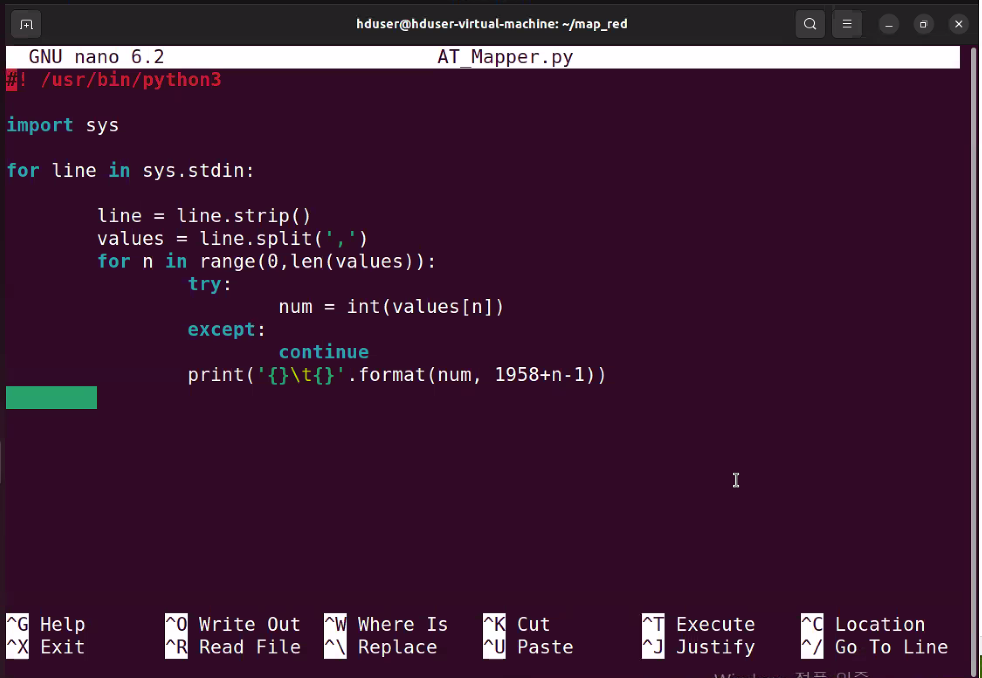 hduser@hduser-virtual-machine: ~/map_red
GNU nano 6.2 AT_Mapper.py
#! /usr/bin/python3
import sys
for line in sys.stdin:
line = line.strip()
values = line.split(',')
for n in range(0,len(values)):
try:
num = int(values[n])
except:
continue
print('{}\t{}'.format(num, 1958+n-1))
^G Help ^O Write Out ^W Where Is ^K Cut ^T Execute ^C Location
^X Exit ^R Read File ^\ Replace ^U Paste ^J Justify ^/ Go To Line